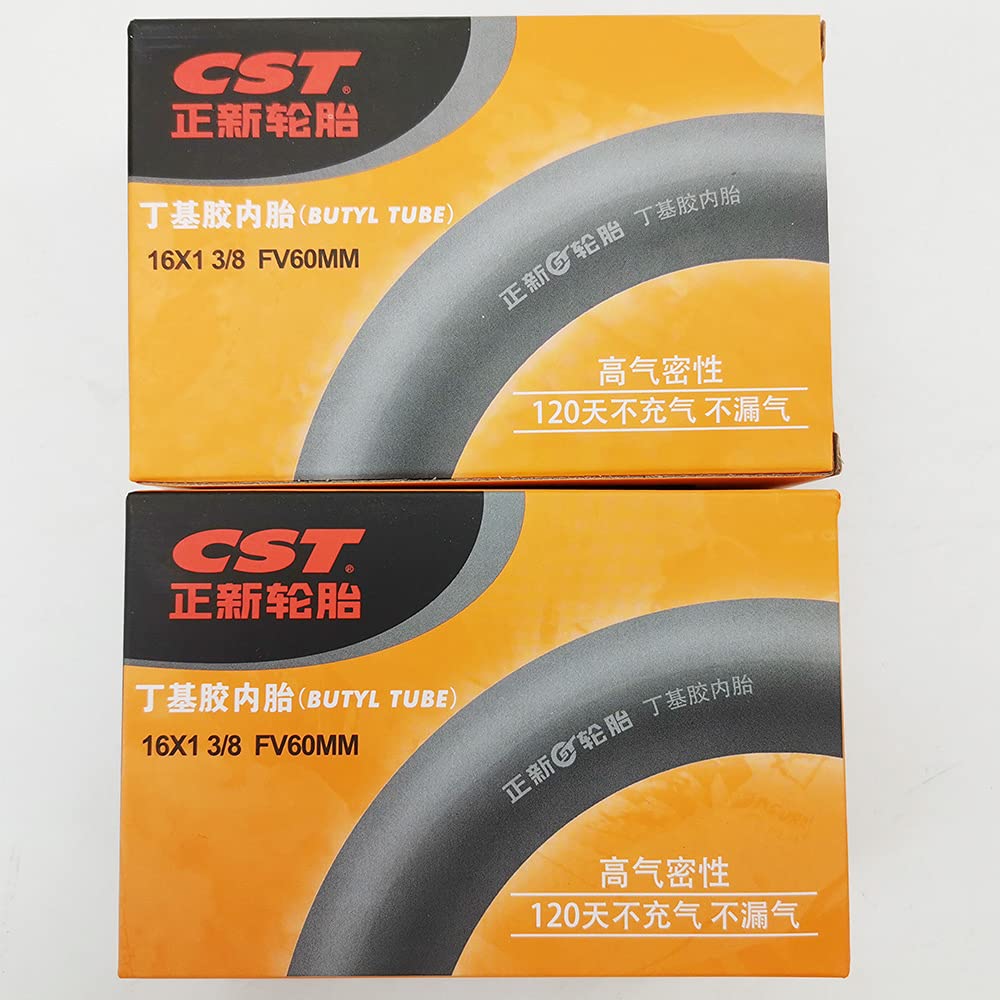 CST®
正新轮胎
丁基胶内胎(BUTYL TUBE)
16X1 3/8 FV60MM
正新轮胎 丁基胶内胎
高气密性
120天不充气 不漏气
CST®
正新轮胎
丁基胶内胎(BUTYL TUBE)
16X1 3/8 FV60MM
正新轮胎 丁基胶内胎
高气密性
120天不充气 不漏气